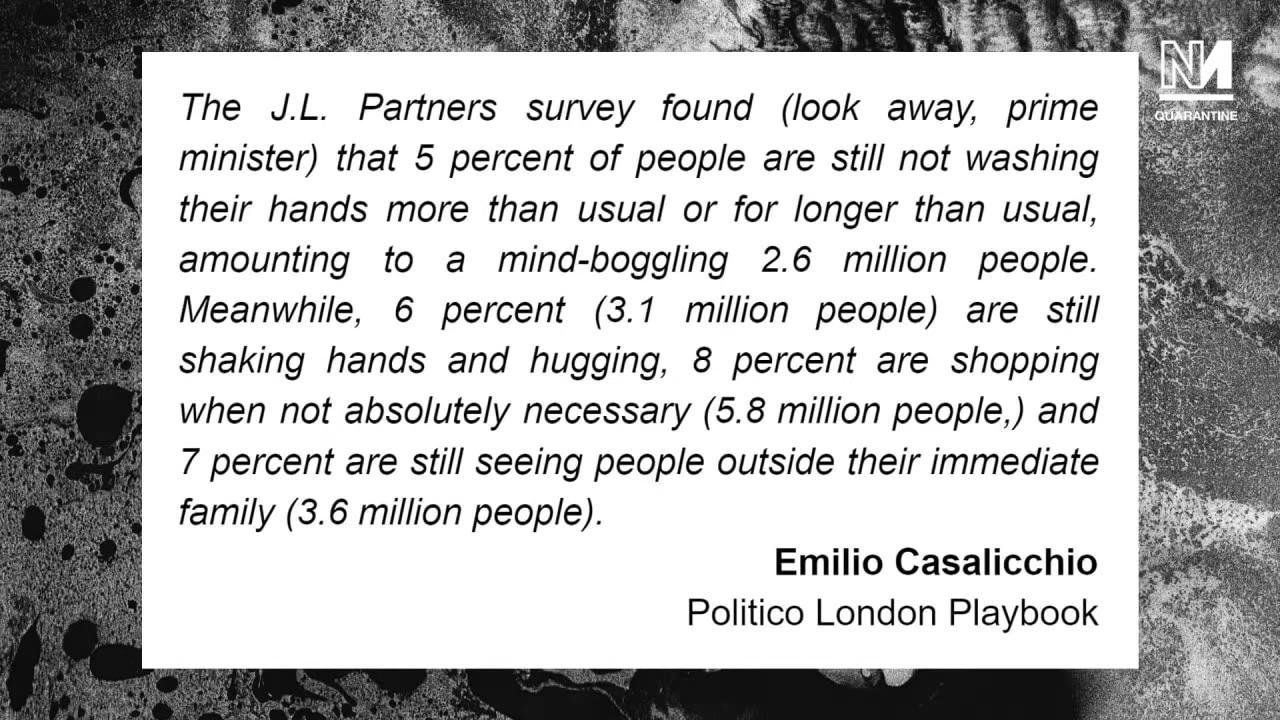 NM
QUARANTINE
The J.L. Partners survey found (look away, prime
minister) that 5 percent of people are still not washing
their hands more than usual or for longer than usual,
amounting to a mind-boggling 2.6 million people.
Meanwhile, 6 percent (3.1 million people) are still
shaking hands and hugging, 8 percent are shopping
when not absolutely necessary (5.8 million people,) and
7 percent are still seeing people outside their immediate
family (3.6 million people).
Emilio Casalicchio
Politico London Playbook